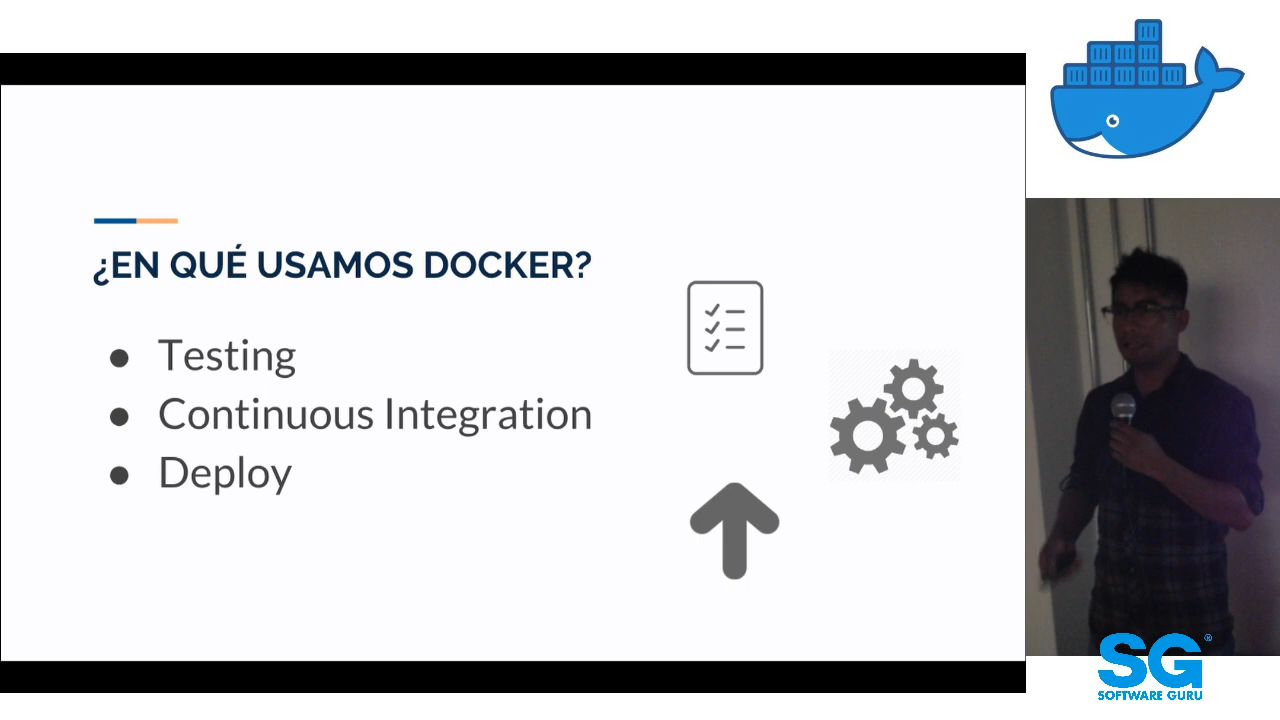 ¿EN QUÉ USAMOS DOCKER?
● Testing
● Continuous Integration
● Deploy
SG®
SOFTWARE GURU